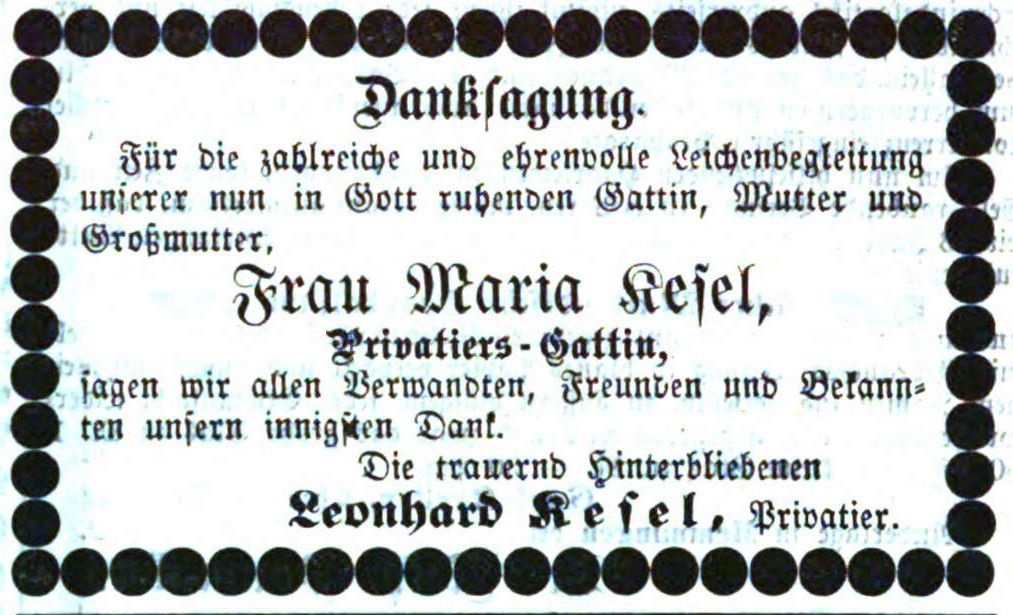 Danksagung.
Für die zahlreiche und ehrenvolle Leichenbegleitung
unserer nun in Gott ruhenden Gattin, Mutter und
Großmutter,
Frau Maria Kesel,
Privatiers-Gattin,
sagen wir allen Verwandten, Freunden und Bekann-
ten unsern innigsten Dank.
Die trauernd Hinterbliebenen
Leonhard Kesel, Privatier.